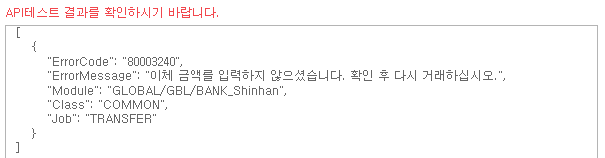 API테스트 결과를 확인하시기 바랍니다.
[
{
"ErrorCode": "80003240",
"ErrorMessage": "이체 금액를 입력하지 않으셨습니다. 확인 후 다시 거래하십시오.",
"Module": "GLOBAL/GBL/BANK_Shinhan",
"Class": "COMMON",
"Job": "TRANSFER"
}
]